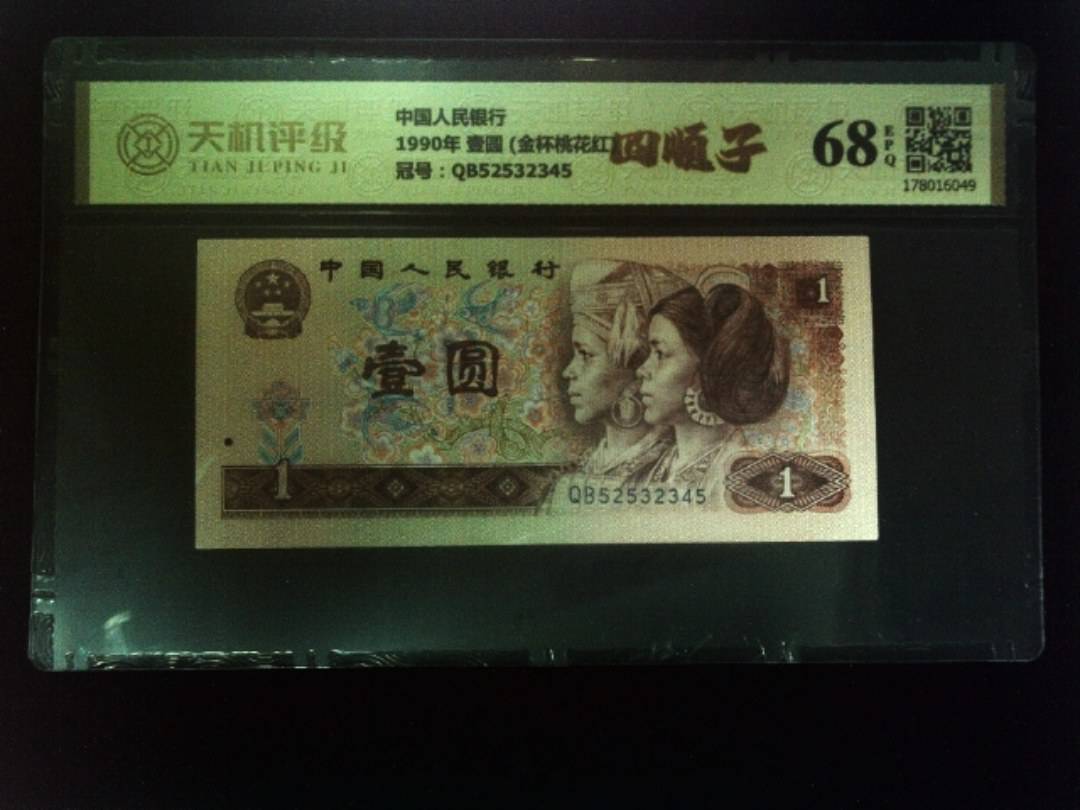 天机评级
TIAN JI PING JI
中国人民银行
1990年 壹圆 (金杯桃花红)
冠号：QB52532345
四顺子
68
EPQ
178016049
中国人民银行
1
壹圆
1
QB52532345
1